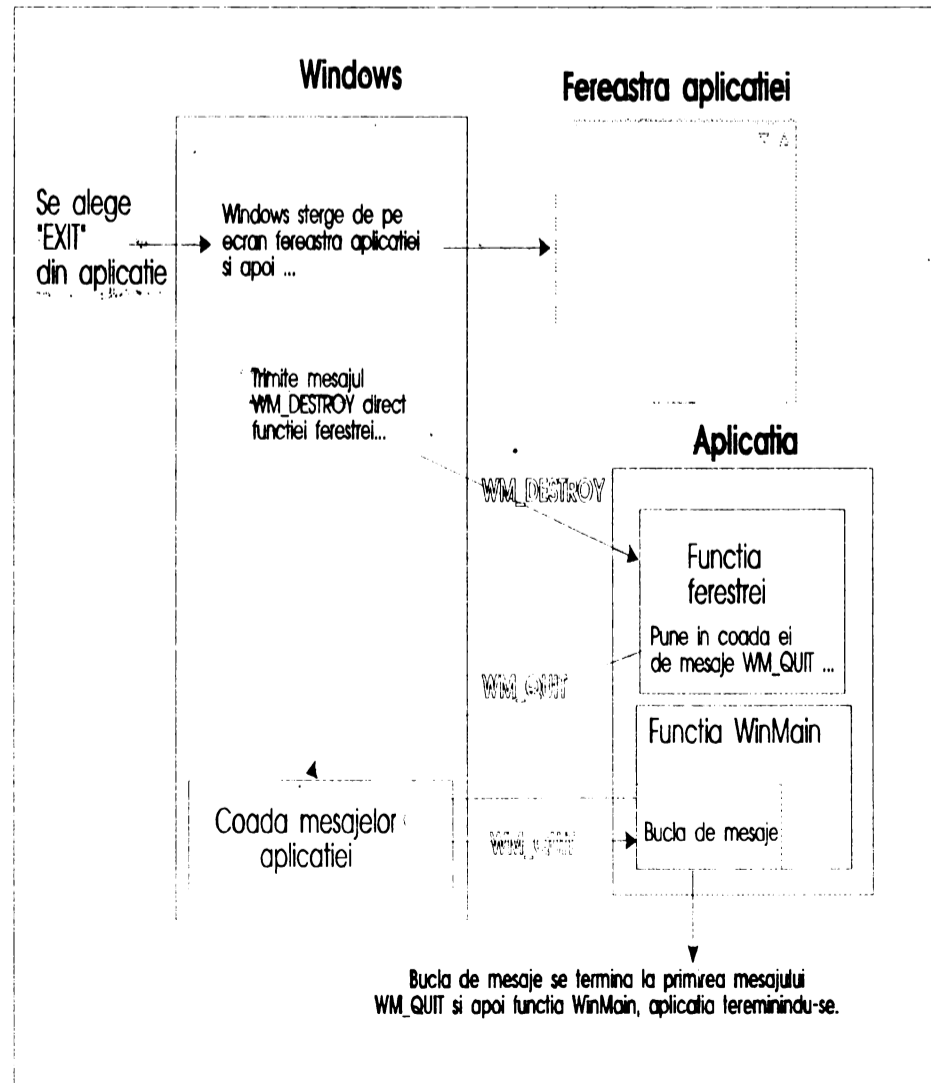 Windows
Fereastra aplicatiei
Se alege
"EXIT"
din aplicatie
Windows sterge de pe
ecran fereastra aplicatiei
si apoi ...
Trimite mesajul
WM_DESTROY direct
functiei ferestrei...
Aplicatia
WM_DESTROY
Functia
ferestrei
Pune in coada ei
de mesaje WM_QUIT ...
WM_QUIT
Functia WinMain
Coada mesajelor
aplicatiei
WM_QUIT
Bucla de mesaje
Bucla de mesaje se termina la primirea mesajului
WM_QUIT si apoi functia WinMain, aplicatia tereminindu-se.